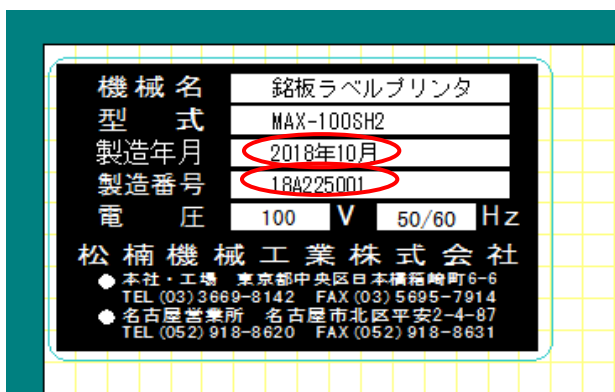 機械名 銘板ラベルプリンタ
型式 MAX-100SH2
製造年月 2018年10月
製造番号 18A225001
電圧 100 V 50/60 Hz
松楠機械工業株式会社
●本社・工場 東京都中央区日本橋箱崎町6-6
TEL(03)3669-8142 FAX(03)5695-7914
●名古屋営業所 名古屋市北区平安2-4-87
TEL(052)918-8620 FAX(052)918-8631